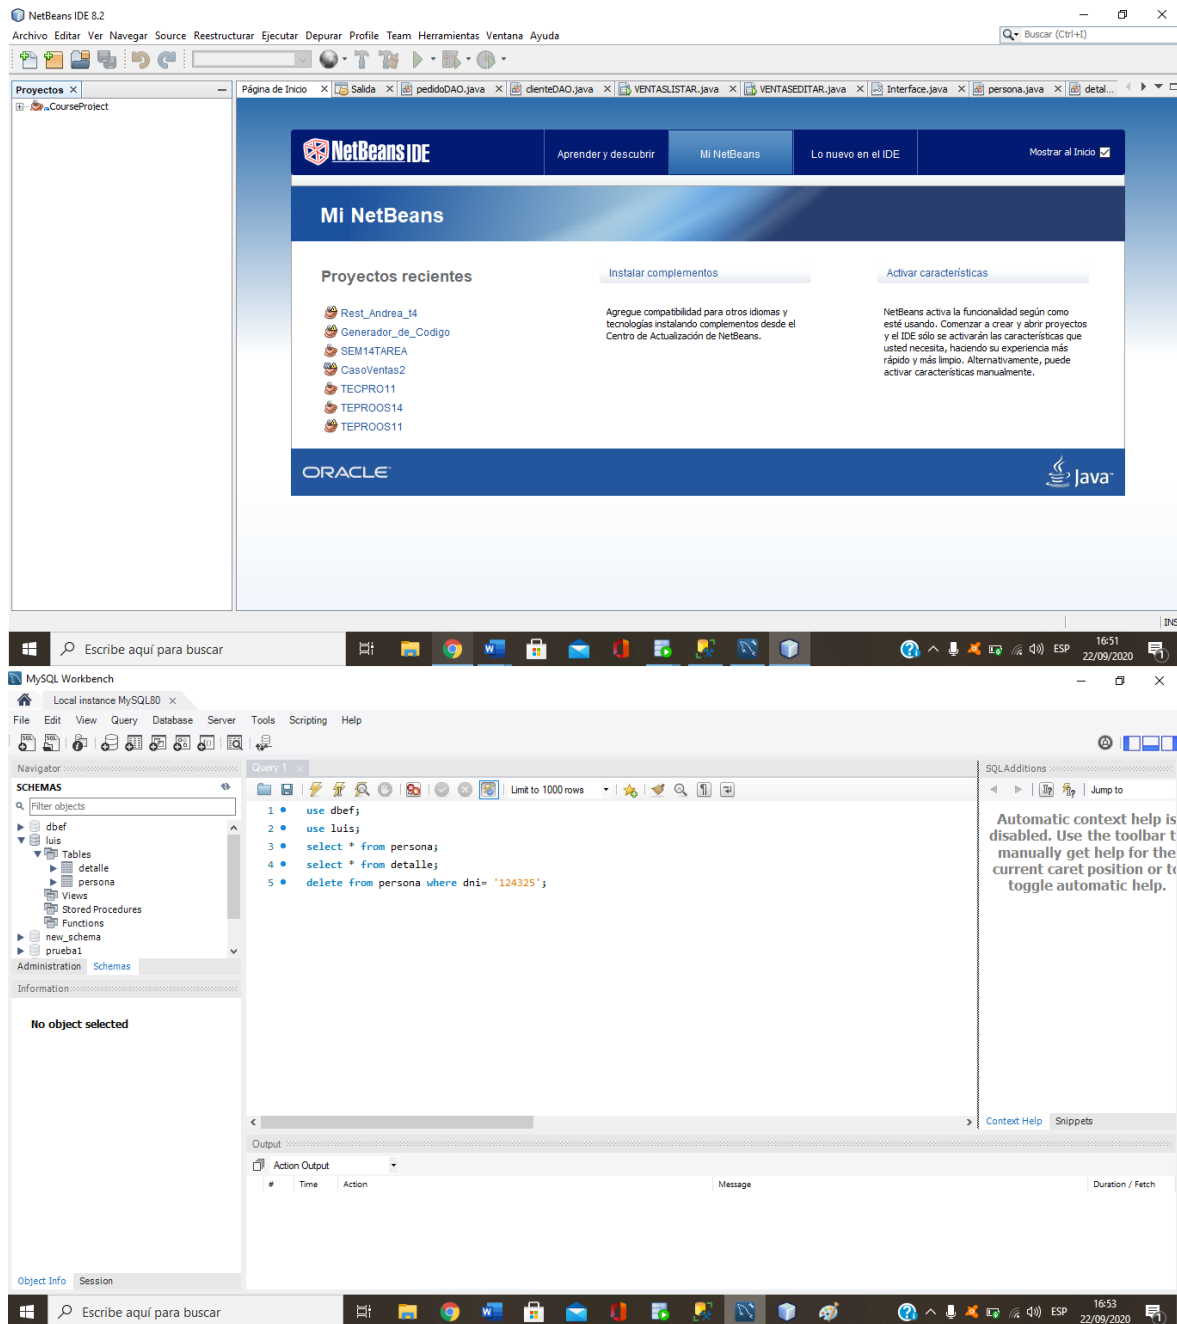 NetBeans IDE 8.2
Archivo Editar Ver Navegar Source Reestructurar Ejecutar Depurar Profile Team Herramientas Ventana Ayuda
Buscar (Ctrl+I)
Proyectos
Página de Inicio Salida pedidoDAO.java clienteDAO.java VENTASLISTAR.java VENTASEDITAR.java Interface.java persona.java detal...
CourseProject
NetBeans IDE
Aprender y descubrir
Mi NetBeans
Lo nuevo en el IDE
Mostrar al Inicio
Mi NetBeans
Proyectos recientes
Rest_Andrea_t4
Generador_de_Codigo
SEM14TAREA
CasoVentas2
TECPRO11
TEPROOS14
TEPROOS11
Instalar complementos
Agregue compatibilidad para otros idiomas y
tecnologías instalando complementos desde el
Centro de Actualización de NetBeans.
Activar características
NetBeans activa la funcionalidad según como
esté usando. Comenzar a crear y abrir proyectos
y el IDE sólo se activarán las características que
usted necesita, haciendo su experiencia más
rápido y más limpio. Alternativamente, puede
activar características manualmente.
ORACLE
Java
INS
Escribe aquí para buscar
ESP
16:51
22/09/2020
MySQL Workbench
Local instance MySQL80
File Edit View Query Database Server Tools Scripting Help
Navigator
SCHEMAS
Filter objects
dbef
luis
Tables
detalle
persona
Views
Stored Procedures
Functions
new_schema
prueba1
Administration Schemas
Information
No object selected
Object Info Session
Query 1
Limit to 1000 rows
1 use dbef;
2 use luis;
3 select * from persona;
4 select * from detalle;
5 delete from persona where dni= '124325';
SQLAdditions
Jump to
Automatic context help is
disabled. Use the toolbar t
manually get help for the
current caret position or to
toggle automatic help.
Context Help Snippets
Output
Action Output
# Time Action Message Duration / Fetch
Escribe aquí para buscar
ESP
16:53
22/09/2020